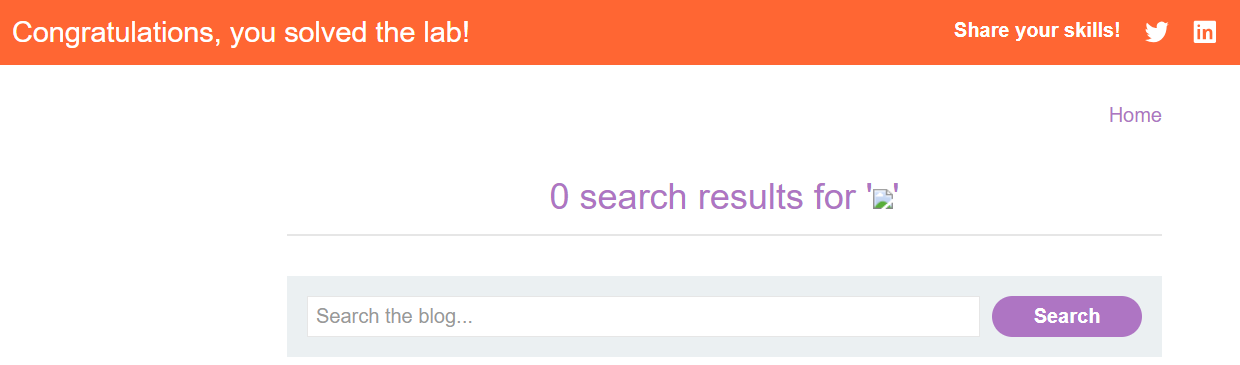 Congratulations, you solved the lab!
Share your skills!
Home
0 search results for ''
Search the blog...
Search